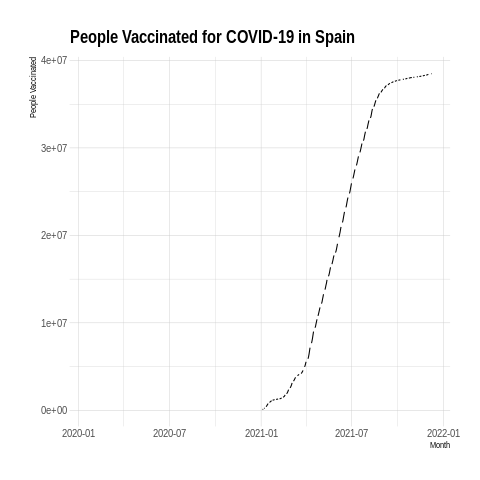 People Vaccinated for COVID-19 in Spain
People Vaccinated
4e+07
3e+07
2e+07
1e+07
0e+00
2020-01 2020-07 2021-01 2021-07 2022-01
Month